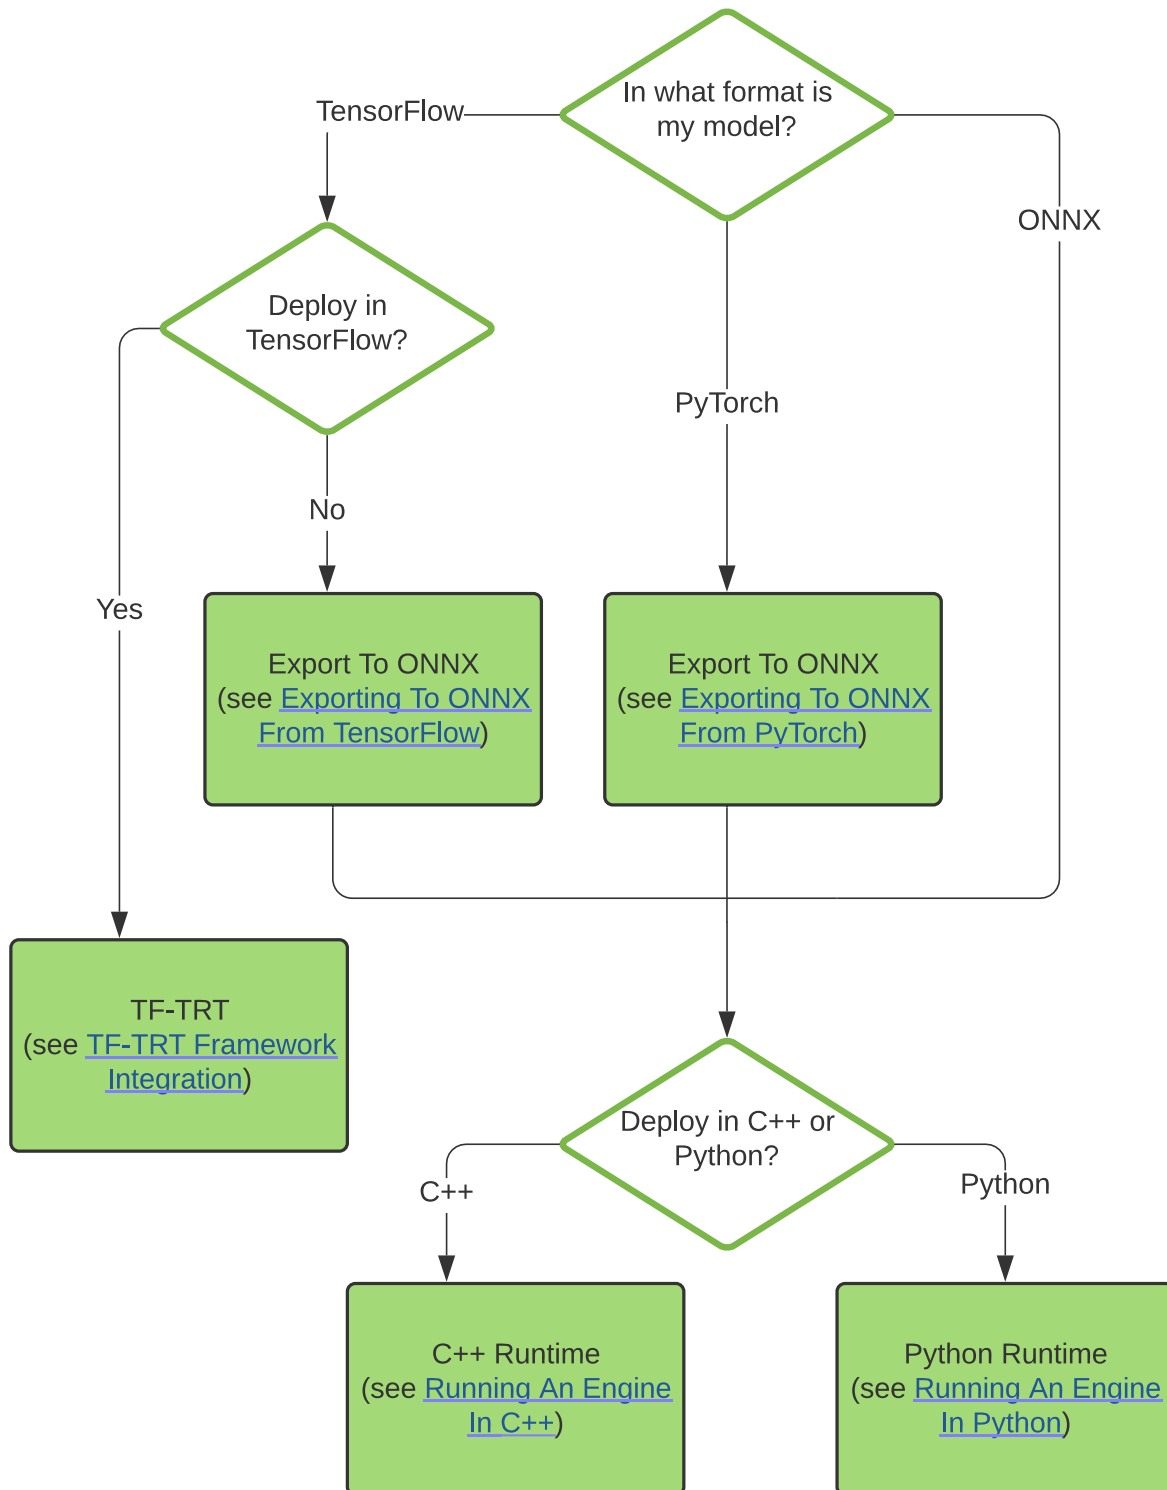 In what format is
my model?
TensorFlow
ONNX
Deploy in
TensorFlow?
PyTorch
No
Yes
Export To ONNX
(see Exporting To ONNX
From TensorFlow)
Export To ONNX
(see Exporting To ONNX
From PyTorch)
TF-TRT
(see TF-TRT Framework
Integration)
Deploy in C++ or
Python?
C++
Python
C++ Runtime
(see Running An Engine
In C++)
Python Runtime
(see Running An Engine
In Python)